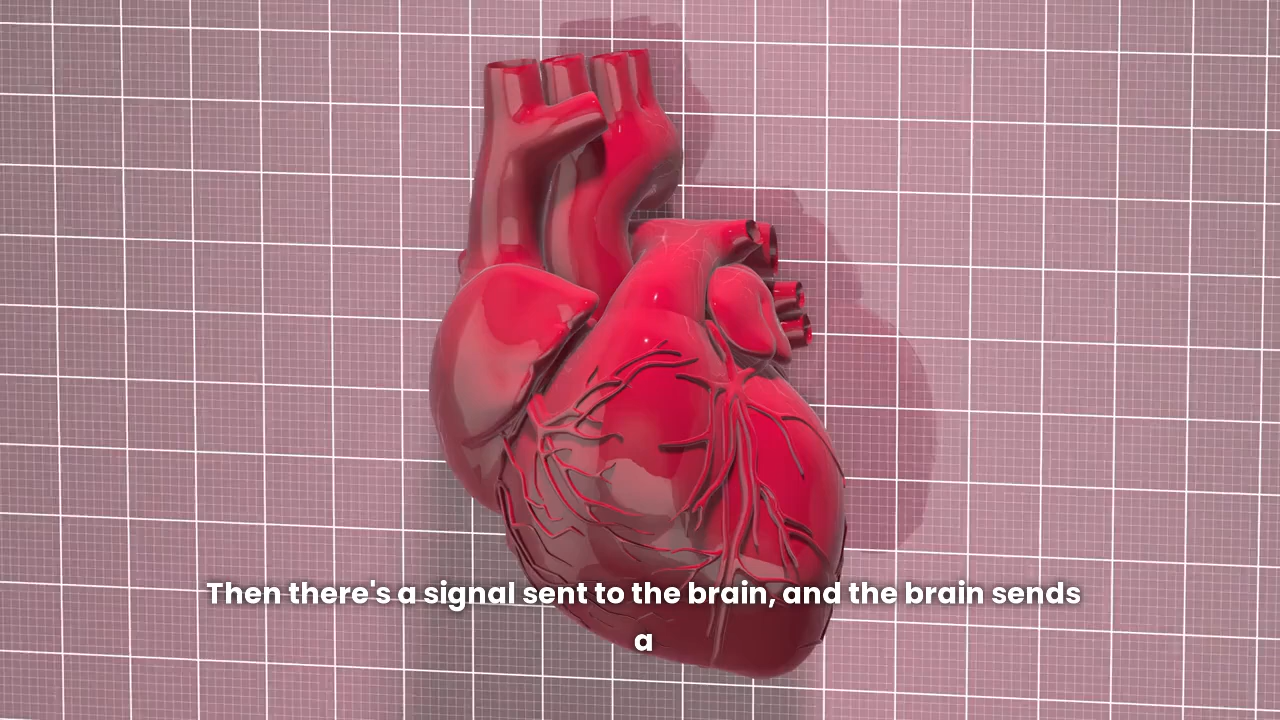 Then there's a signal sent to the brain, and the brain sends
a